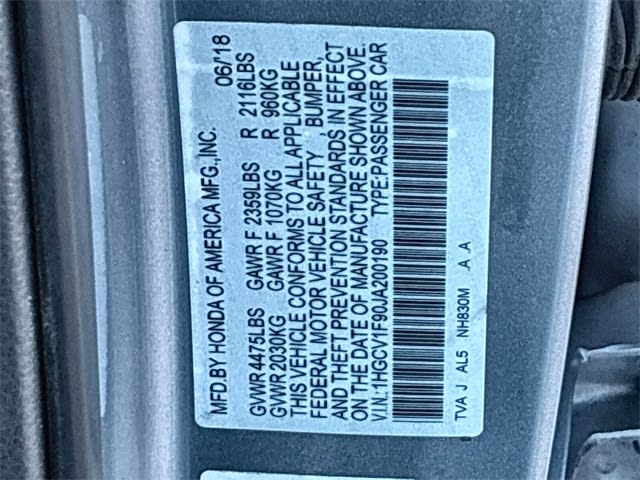 MFD.BY HONDA OF AMERICA MFG.,INC. 06/18
GVWR 4475LBS GAWR F 2359LBS R 2116LBS
GVWR 2030KG GAWR F 1070KG R 960KG
THIS VEHICLE CONFORMS TO ALL APPLICABLE
FEDERAL MOTOR VEHICLE SAFETY , BUMPER,
AND THEFT PREVENTION STANDARDS IN EFFECT
ON THE DATE OF MANUFACTURE SHOWN ABOVE.
V.I.N.: 1HGCV1F90JA200190 TYPE:PASSENGER CAR
TVA J AL5 NH830M A A